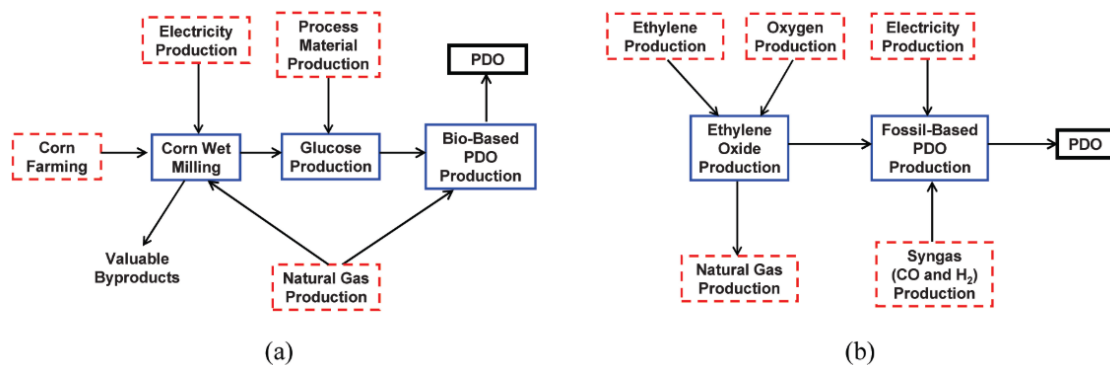 Electricity
Production
Process
Material
Production
PDO
Corn
Farming
Corn Wet
Milling
Glucose
Production
Bio-Based
PDO
Production
Valuable
Byproducts
Natural Gas
Production
(a)
Ethylene
Production
Oxygen
Production
Electricity
Production
Ethylene
Oxide
Production
Fossil-Based
PDO
Production
PDO
Natural Gas
Production
Syngas
(CO and H₂)
Production
(b)